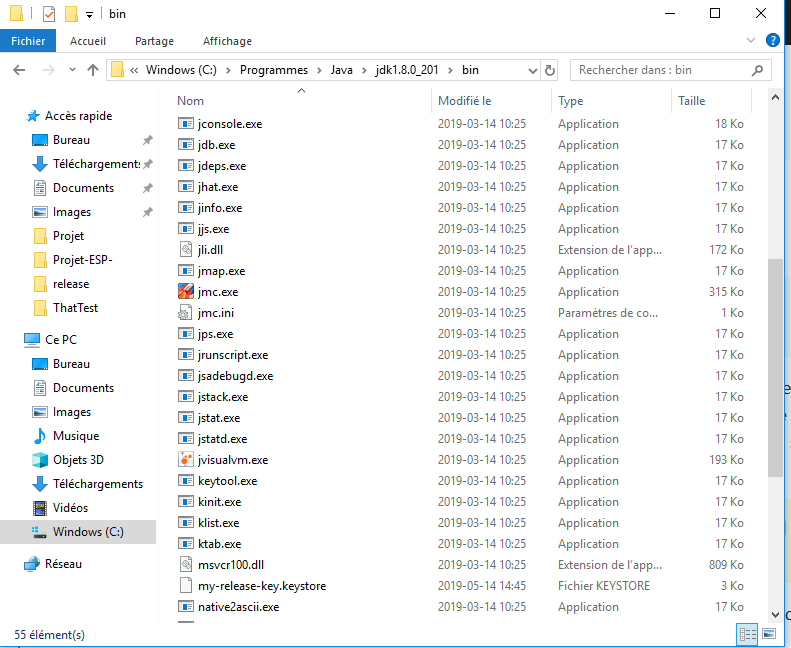 bin
Fichier Accueil Partage Affichage
« Windows (C:) > Programmes > Java > jdk1.8.0_201 > bin Rechercher dans : bin
Accès rapide
Bureau
Téléchargements
Documents
Images
Projet
Projet-ESP-
release
ThatTest
Ce PC
Bureau
Documents
Images
Musique
Objets 3D
Téléchargements
Vidéos
Windows (C:)
Réseau
Nom Modifié le Type Taille
jconsole.exe 2019-03-14 10:25 Application 18 Ko
jdb.exe 2019-03-14 10:25 Application 17 Ko
jdeps.exe 2019-03-14 10:25 Application 17 Ko
jhat.exe 2019-03-14 10:25 Application 17 Ko
jinfo.exe 2019-03-14 10:25 Application 17 Ko
jjs.exe 2019-03-14 10:25 Application 17 Ko
jli.dll 2019-03-14 10:25 Extension de l'app... 172 Ko
jmap.exe 2019-03-14 10:25 Application 17 Ko
jmc.exe 2019-03-14 10:25 Application 315 Ko
jmc.ini 2019-03-14 10:25 Paramètres de co... 1 Ko
jps.exe 2019-03-14 10:25 Application 17 Ko
jrunscript.exe 2019-03-14 10:25 Application 17 Ko
jsadebugd.exe 2019-03-14 10:25 Application 17 Ko
jstack.exe 2019-03-14 10:25 Application 17 Ko
jstat.exe 2019-03-14 10:25 Application 17 Ko
jstatd.exe 2019-03-14 10:25 Application 17 Ko
jvisualvm.exe 2019-03-14 10:25 Application 193 Ko
keytool.exe 2019-03-14 10:25 Application 17 Ko
kinit.exe 2019-03-14 10:25 Application 17 Ko
klist.exe 2019-03-14 10:25 Application 17 Ko
ktab.exe 2019-03-14 10:25 Application 17 Ko
msvcr100.dll 2019-03-14 10:25 Extension de l'app... 809 Ko
my-release-key.keystore 2019-05-14 14:45 Fichier KEYSTORE 3 Ko
native2ascii.exe 2019-03-14 10:25 Application 17 Ko
55 élément(s)